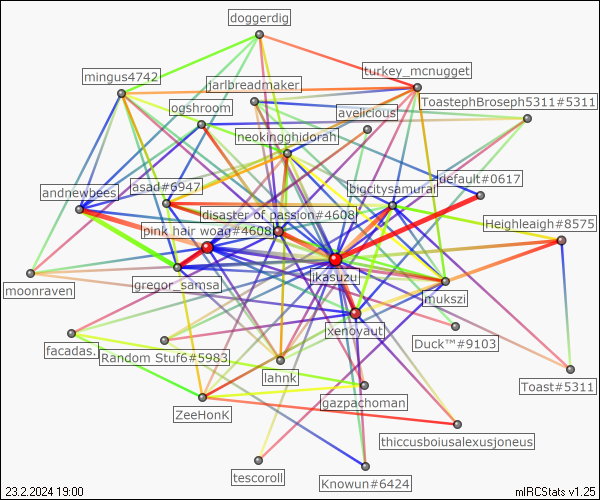 doggerdig
turkey_mcnugget
mingus4742
jarlbreadmaker
ToastephBroseph5311#5311
ogshroom
avelicious
neokingghidorah
default#0617
andnewbees
asad#6947
bigcitysamurai
disaster of passion#4608
Heighleaigh#8575
pink hair woag#4608
ikasuzu
moonraven
gregor_samsa
mukszi
xenoyaut
Duck™#9103
facadas.
Random Stuf6#5983
lahnk
Toast#5311
gazpachoman
ZeeHonK
thiccusboiusalexusjoneus
tescoroll
Knowun#6424
23.2.2024 19:00
mIRCStats v1.25